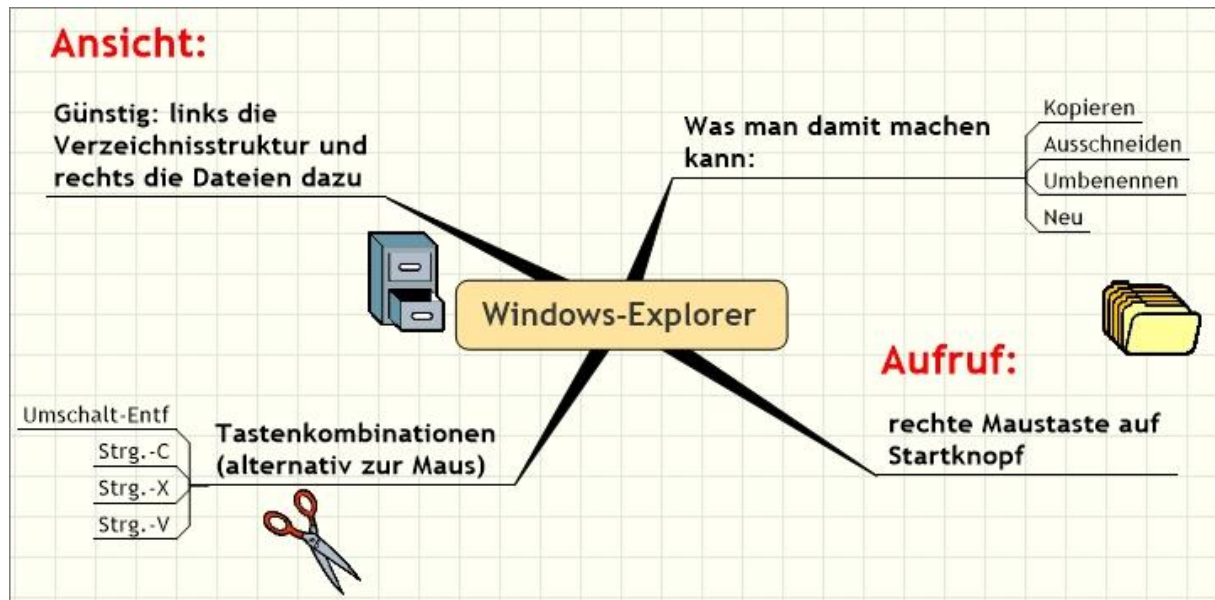 Ansicht:
Günstig: links die
Verzeichnisstruktur und
rechts die Dateien dazu
Was man damit machen
kann:
Kopieren
Ausschneiden
Umbenennen
Neu
Windows-Explorer
Aufruf:
rechte Maustaste auf
Startknopf
Tastenkombinationen
(alternativ zur Maus)
Umschalt-Entf
Strg.-C
Strg.-X
Strg.-V